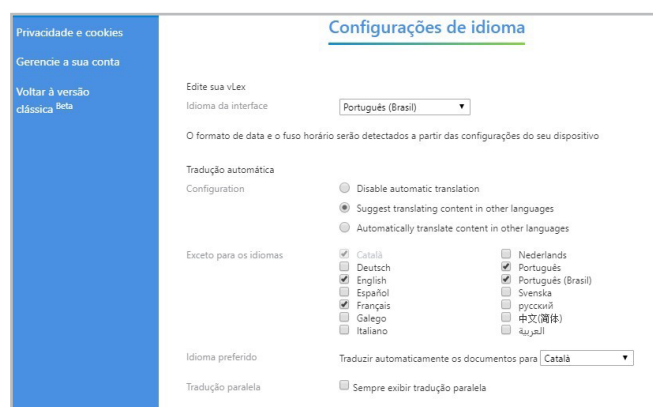 Privacidade e cookies
Gerencie a sua conta
Voltar à versão
clássica Beta
Configurações de idioma
Edite sua vLex
Idioma da interface
Português (Brasil)
O formato de data e o fuso horário serão detectados a partir das configurações do seu dispositivo
Tradução automática
Configuration
Disable automatic translation
Suggest translating content in other languages
Automatically translate content in other languages
Exceto para os idiomas
Català
Deutsch
English
Español
Français
Galego
Italiano
Nederlands
Português
Português (Brasil)
Svenska
русский
中文(简体)
العربية
Idioma preferido
Traduzir automaticamente os documentos para Català
Tradução paralela
Sempre exibir tradução paralela